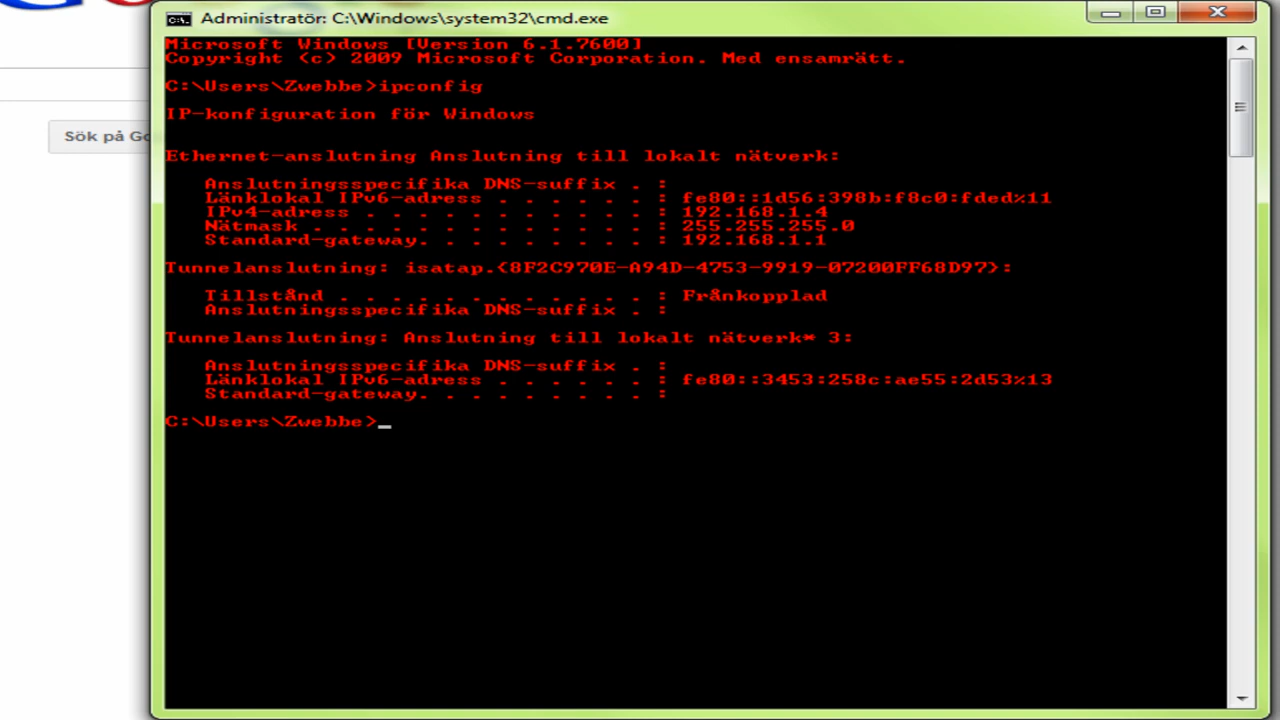 Administratör: C:\Windows\system32\cmd.exe
Microsoft Windows [Version 6.1.7600]
Copyright (c) 2009 Microsoft Corporation. Med ensamrätt.
C:\Users\Zwebbe>ipconfig
IP-konfiguration för Windows
Ethernet-anslutning Anslutning till lokalt nätverk:
Anslutningsspecifika DNS-suffix . :
Länklokal IPv6-adress . . . . . . : fe80::1d56:398b:f8c0:fded%11
IPv4-adress . . . . . . . . . . . : 192.168.1.4
Nätmask . . . . . . . . . . . . . : 255.255.255.0
Standard-gateway. . . . . . . . . : 192.168.1.1
Tunnelanslutning: isatap.{8F2C970E-A94D-4753-9919-07200FF68D97}:
Tillstånd . . . . . . . . . . . . : Frånkopplad
Anslutningsspecifika DNS-suffix . :
Tunnelanslutning: Anslutning till lokalt nätverk* 3:
Anslutningsspecifika DNS-suffix . :
Länklokal IPv6-adress . . . . . . : fe80::3453:258c:ae55:2d53%13
Standard-gateway. . . . . . . . . :
C:\Users\Zwebbe>_
Sök på Go